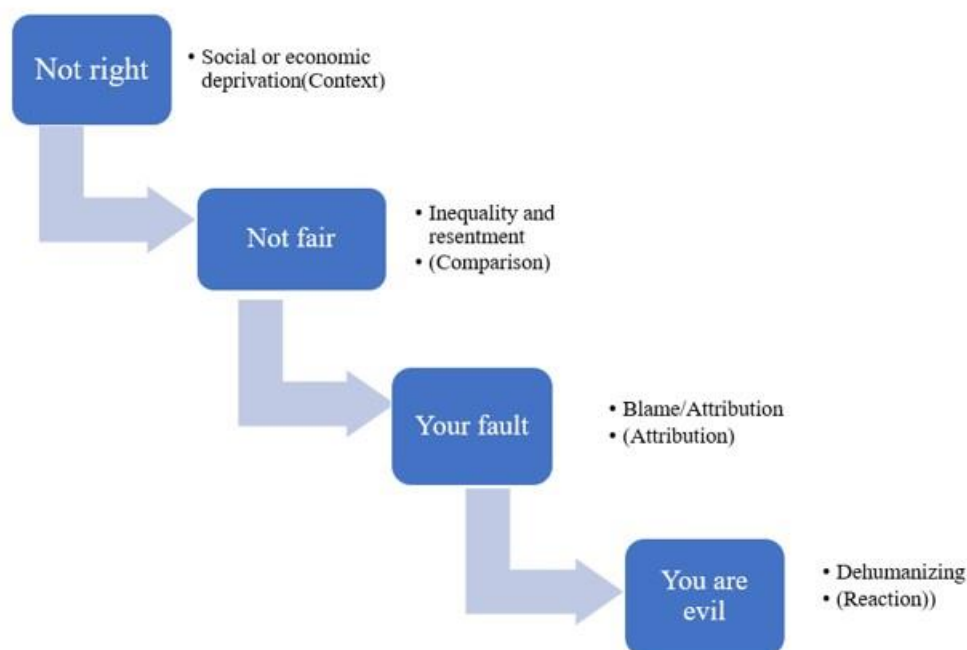 Not right
• Social or economic
deprivation(Context)
Not fair
• Inequality and
resentment
• (Comparison)
Your fault
• Blame/Attribution
• (Attribution)
You are
evil
• Dehumanizing
• (Reaction))